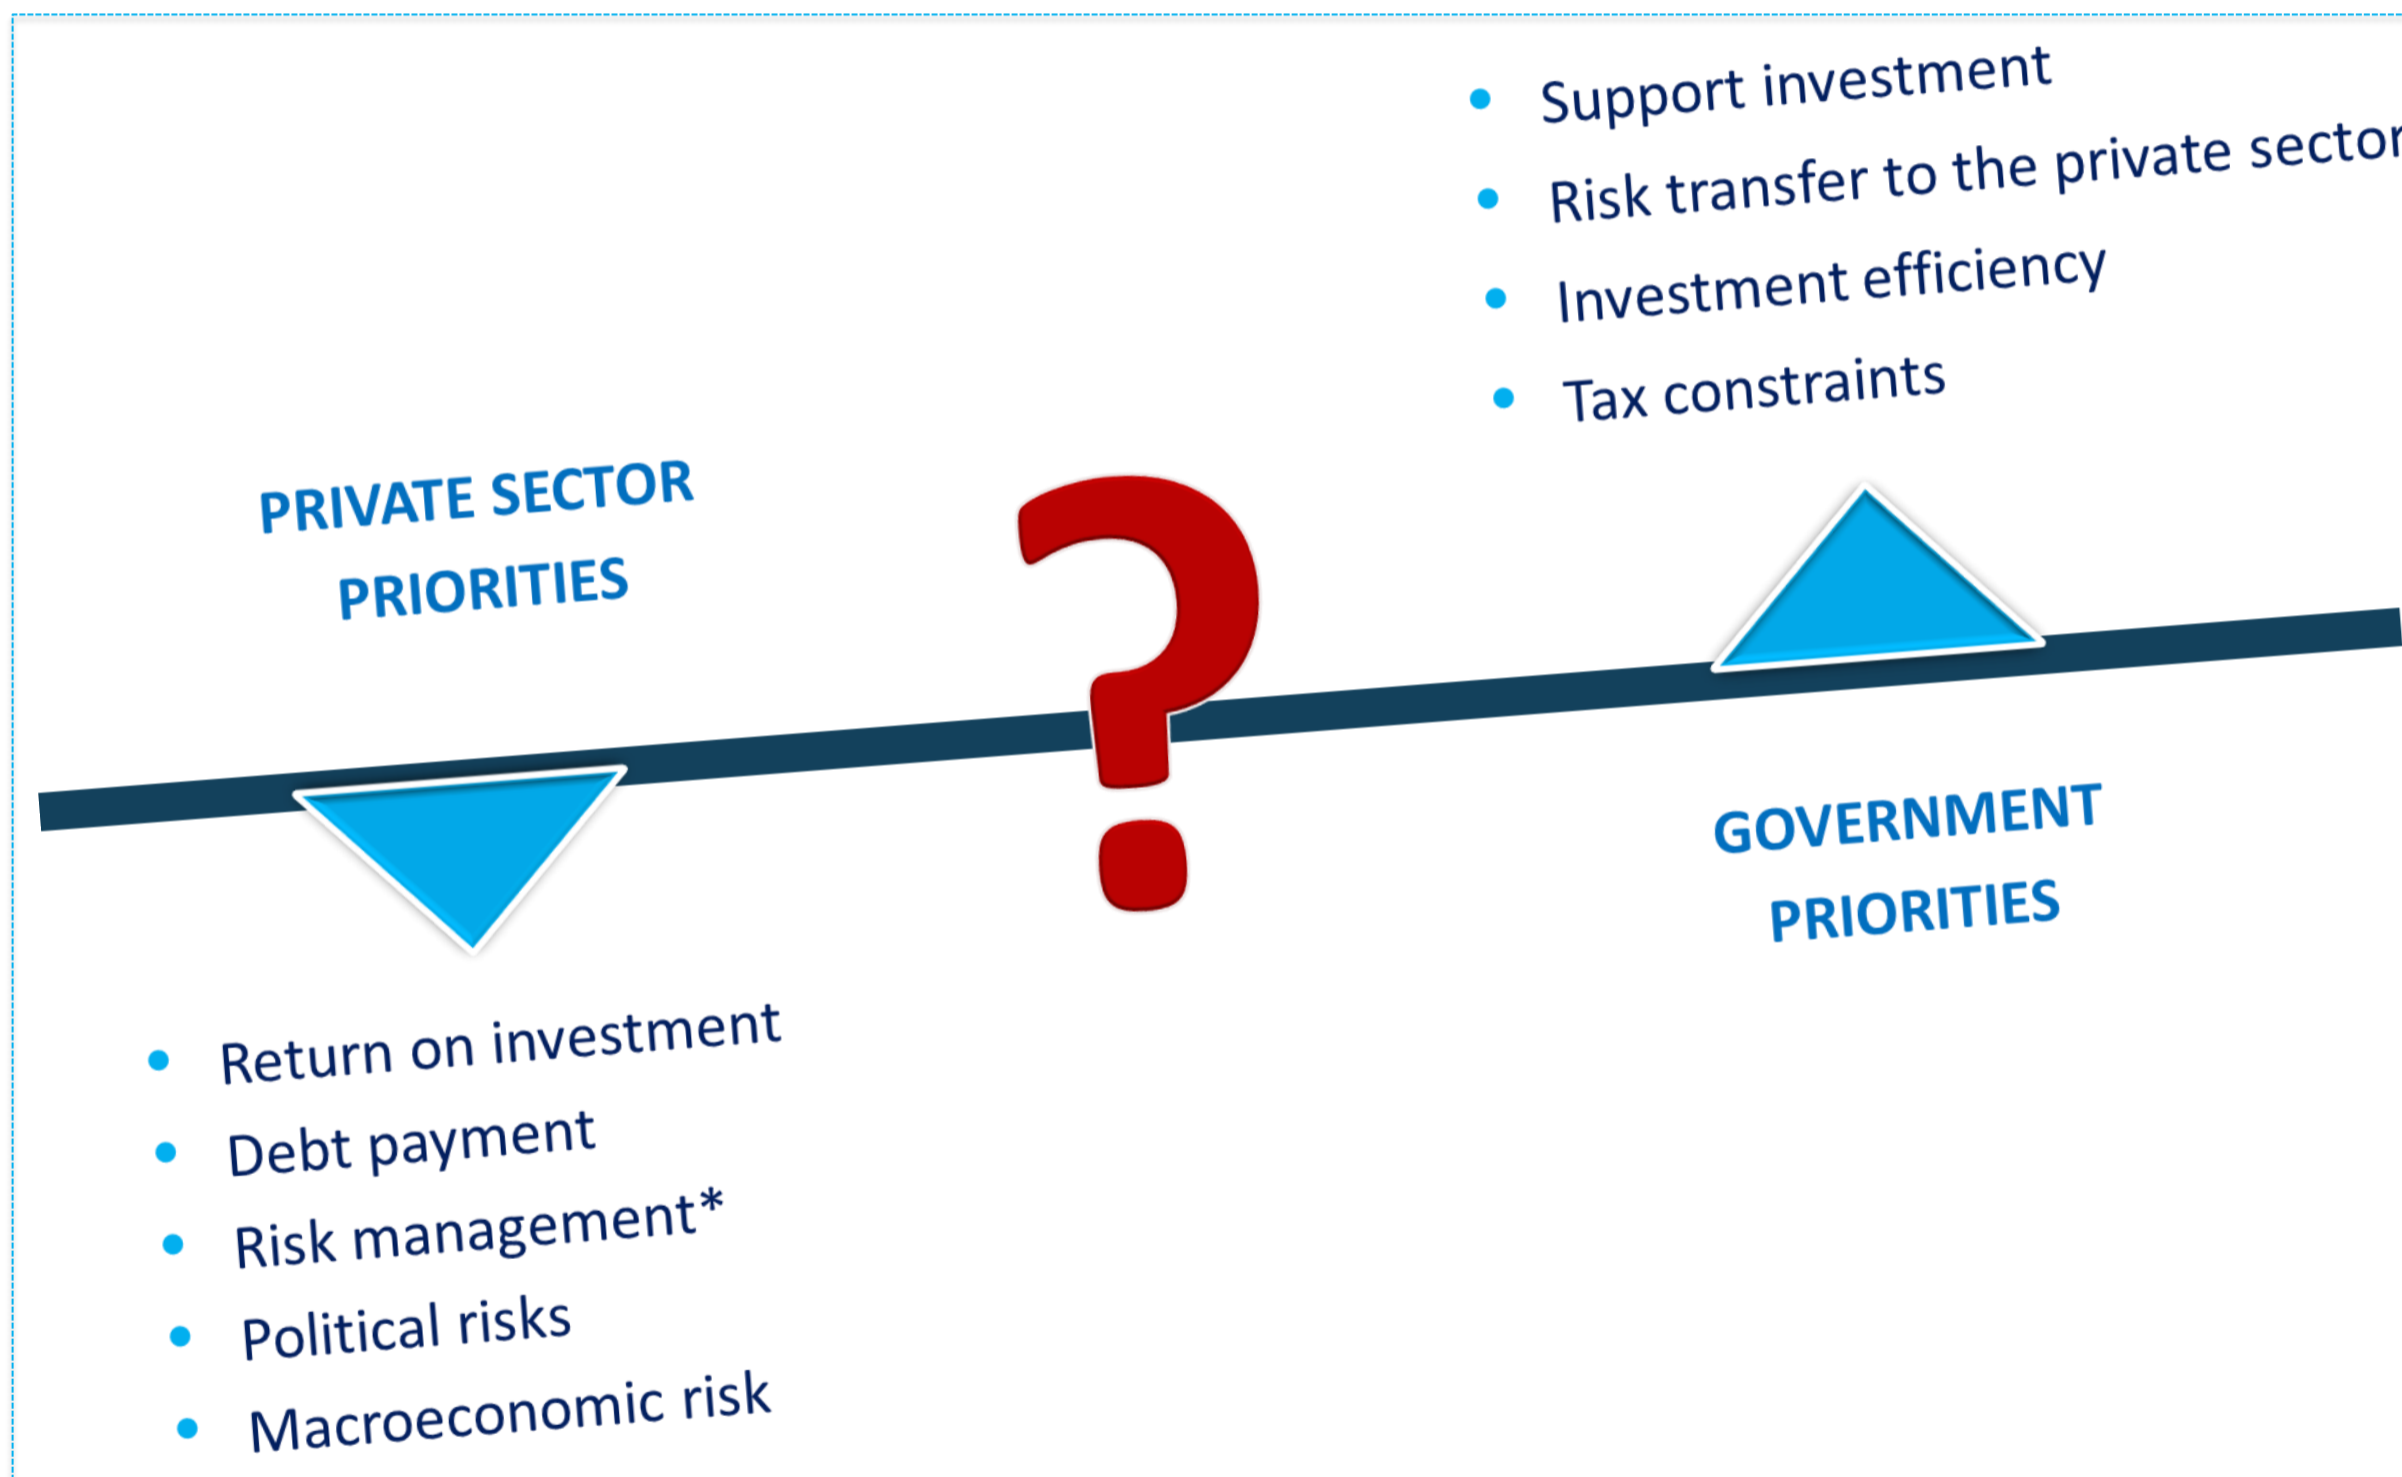 PRIVATE SECTOR
PRIORITIES
• Return on investment
• Debt payment
• Risk management*
• Political risks
• Macroeconomic risk
?
• Support investment
• Risk transfer to the private sector
• Investment efficiency
• Tax constraints
GOVERNMENT
PRIORITIES